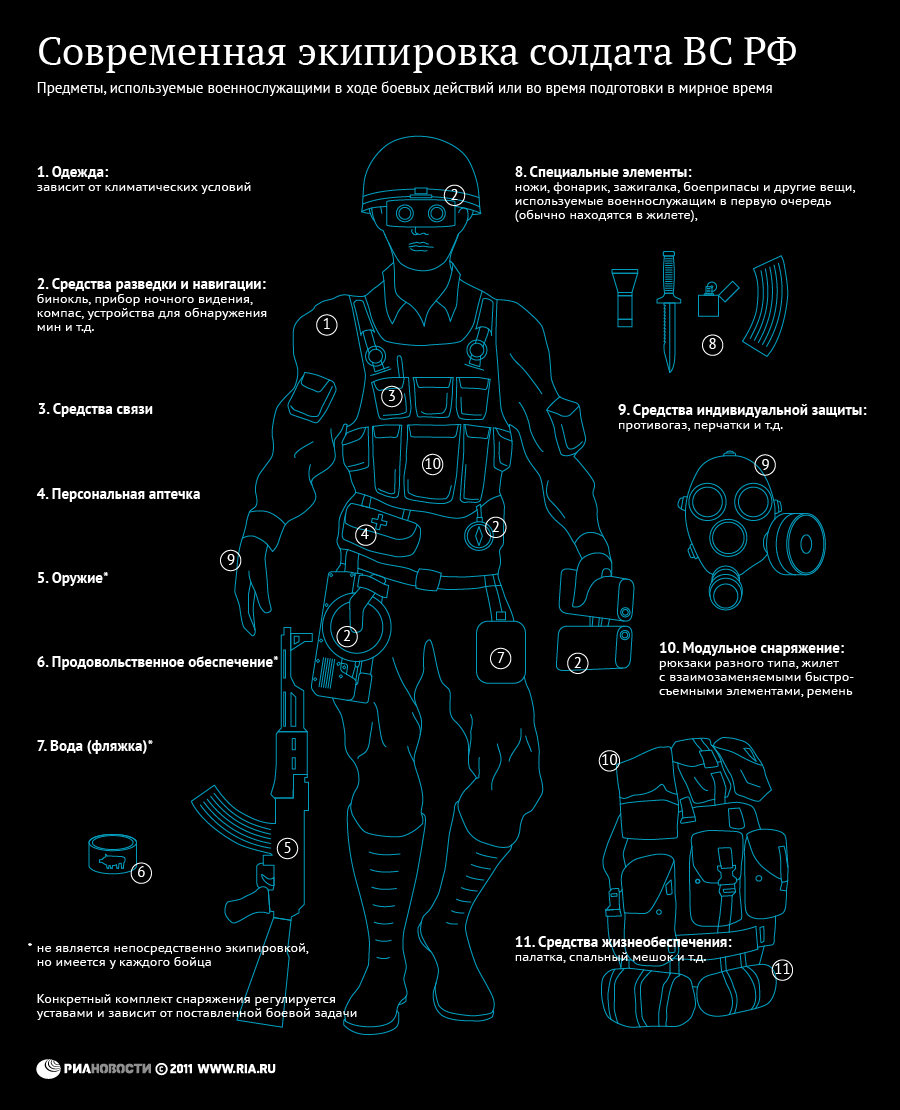 Современная экипировка солдата ВС РФ
Предметы, используемые военнослужащими в ходе боевых действий или во время подготовки в мирное время
1. Одежда:
зависит от климатических условий
2. Средства разведки и навигации:
бинокль, прибор ночного видения,
компас, устройства для обнаружения
мин и т.д.
3. Средства связи
4. Персональная аптечка
5. Оружие*
6. Продовольственное обеспечение*
7. Вода (фляжка)*
8. Специальные элементы:
ножи, фонарик, зажигалка, боеприпасы и другие вещи,
используемые военнослужащим в первую очередь
(обычно находятся в жилете),
9. Средства индивидуальной защиты:
противогаз, перчатки и т.д.
10. Модульное снаряжение:
рюкзаки разного типа, жилет
с взаимозаменяемыми быстро-
съемными элементами, ремень
11. Средства жизнеобеспечения:
палатка, спальный мешок и т.д.
2
1
3
10
4
2
9
2
7
2
5
6
8
9
10
11
* не является непосредственно экипировкой,
но имеется у каждого бойца
Конкретный комплект снаряжения регулируется
уставами и зависит от поставленной боевой задачи
РИАНОВОСТИ © 2011 WWW.RIA.RU